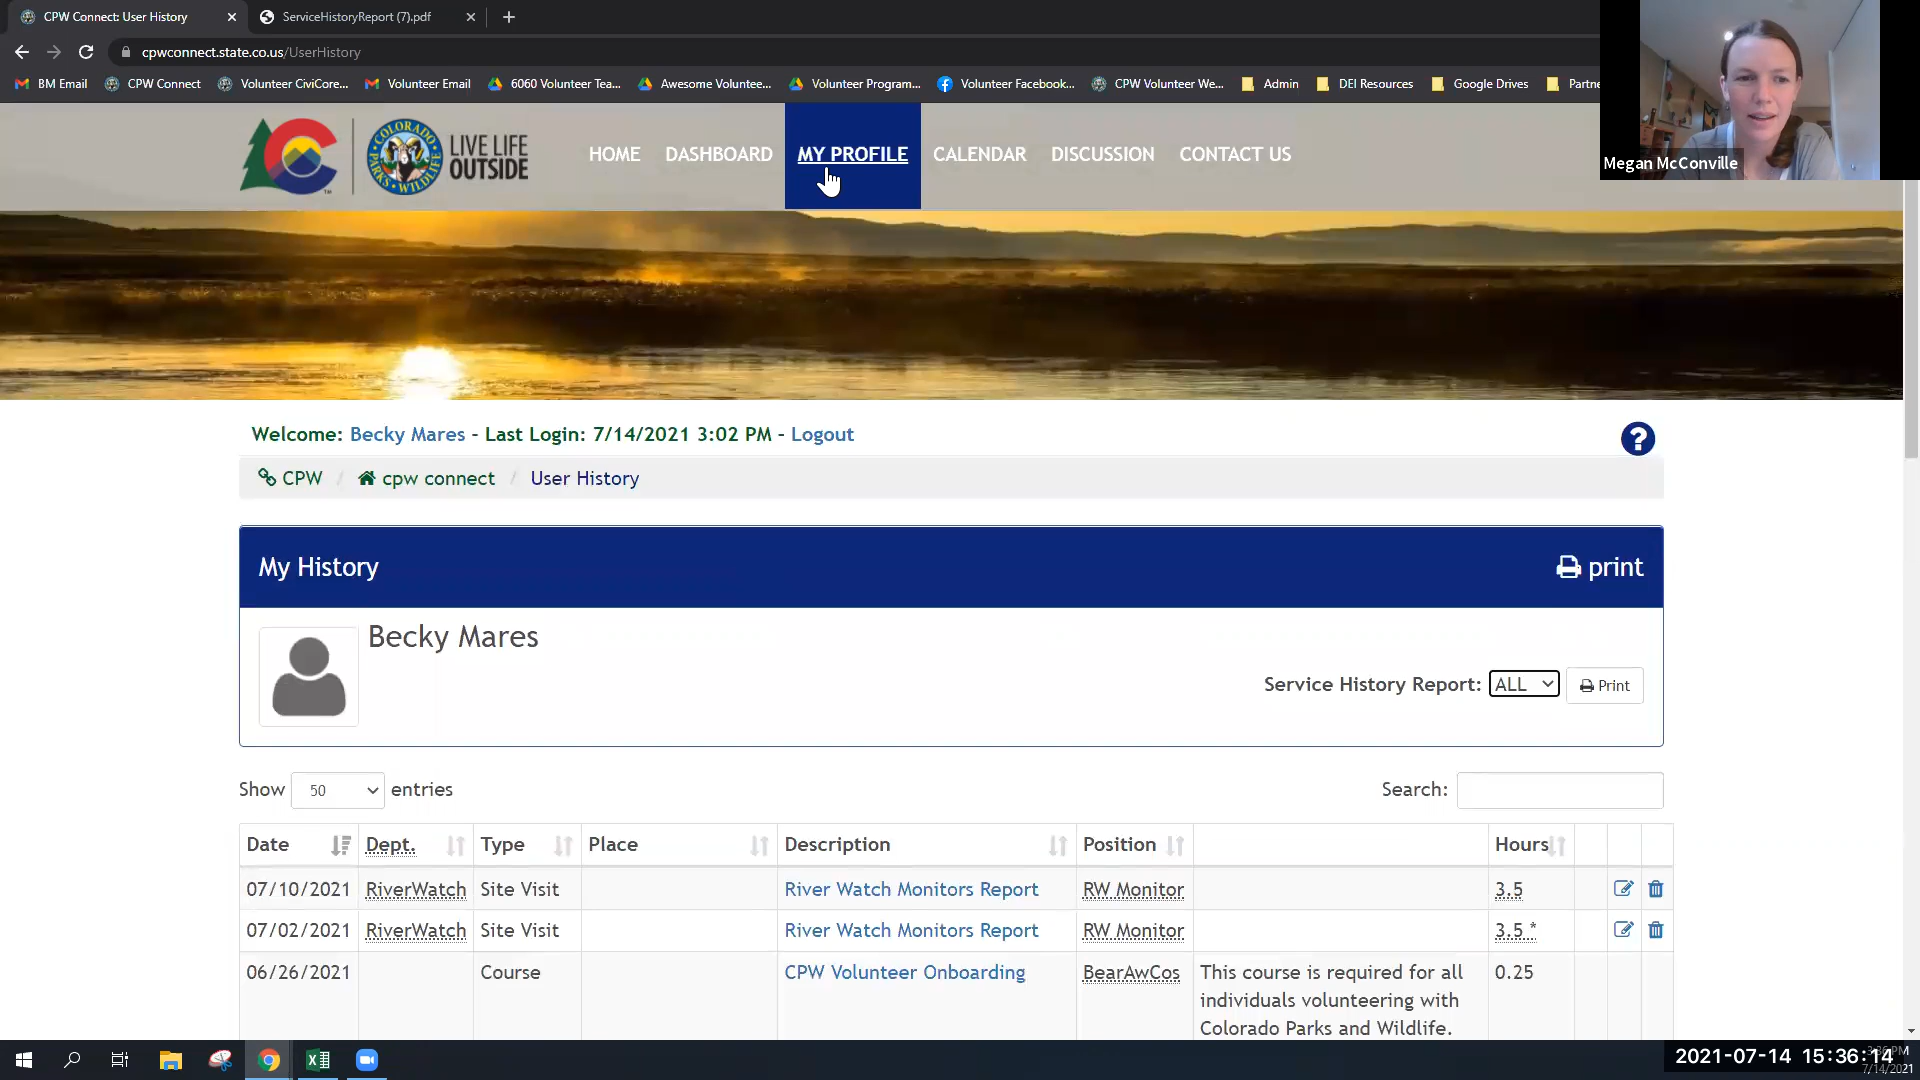 CPW Connect: User History
ServiceHistoryReport (7).pdf
cpwconnect.state.co.us/UserHistory
BM Email
CPW Connect
Volunteer CiviCore...
Volunteer Email
6060 Volunteer Tea...
Awesome Voluntee...
Volunteer Program...
Volunteer Facebook...
CPW Volunteer We...
Admin
DEI Resources
Google Drives
Partne
Megan McConville
COLORADO
PARKS
WILDLIFE
LIVE LIFE
OUTSIDE
HOME
DASHBOARD
MY PROFILE
CALENDAR
DISCUSSION
CONTACT US
Welcome: Becky Mares - Last Login: 7/14/2021 3:02 PM - Logout
?
CPW / cpw connect / User History
My History
print
Becky Mares
Service History Report: ALL Print
Show 50 entries
Search:
Date Dept. Type Place Description Position Hours
07/10/2021 RiverWatch Site Visit River Watch Monitors Report RW Monitor 3.5
07/02/2021 RiverWatch Site Visit River Watch Monitors Report RW Monitor 3.5 *
06/26/2021 Course CPW Volunteer Onboarding BearAwCos This course is required for all 0.25
individuals volunteering with
Colorado Parks and Wildlife.
2021-07-14 15:36:14
7/14/2021